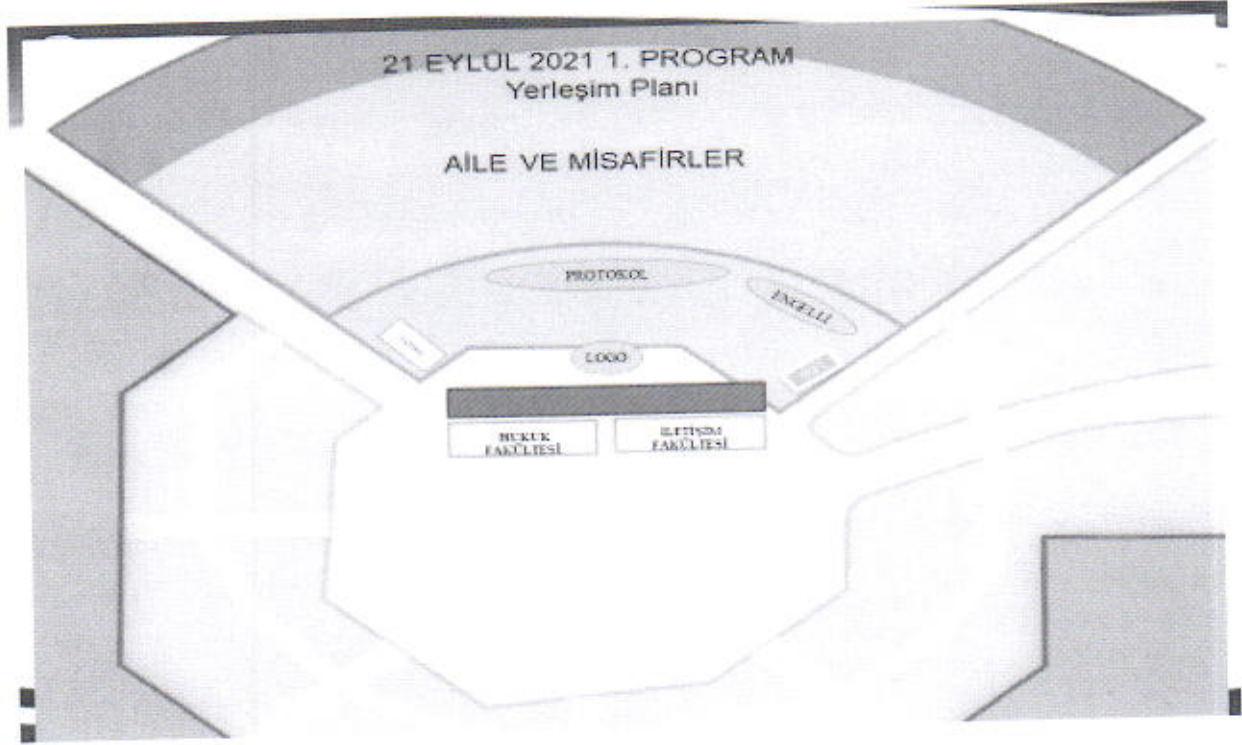 21 EYLÜL 2021 1. PROGRAM
Yerleşim Planı
AİLE VE MİSAFİRLER
PROTOKOL
ENGELLİ
LOGO
HUKUK
FAKÜLTESİ
İLETİŞİM
FAKÜLTESİ